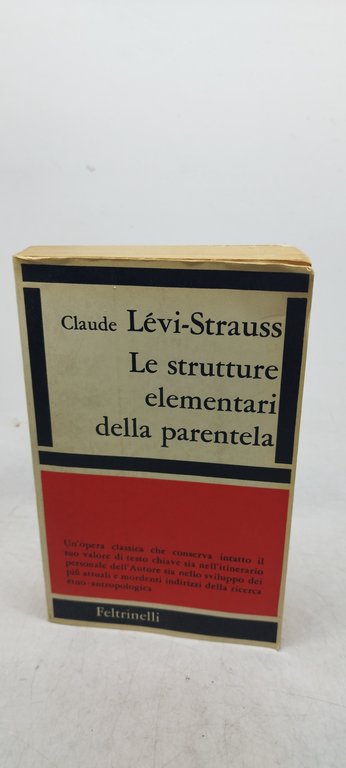 Claude Lévi-Strauss
Le strutture
elementari
della parentela
Un'opera classica che conserva intatto il
suo valore di testo chiave sia nell'itinerario
personale dell'Autore sia nello sviluppo dei
più attuali e mordenti indirizzi della ricerca
etno-antropologica
Feltrinelli